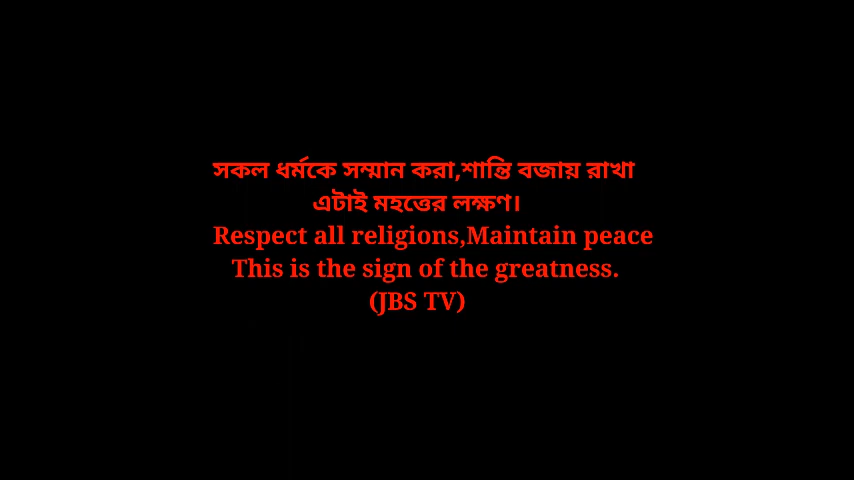 সকল ধর্মকে সম্মান করা,শান্তি বজায় রাখা
এটাই মহত্তের লক্ষণ।
Respect all religions,Maintain peace
This is the sign of the greatness.
(JBS TV)